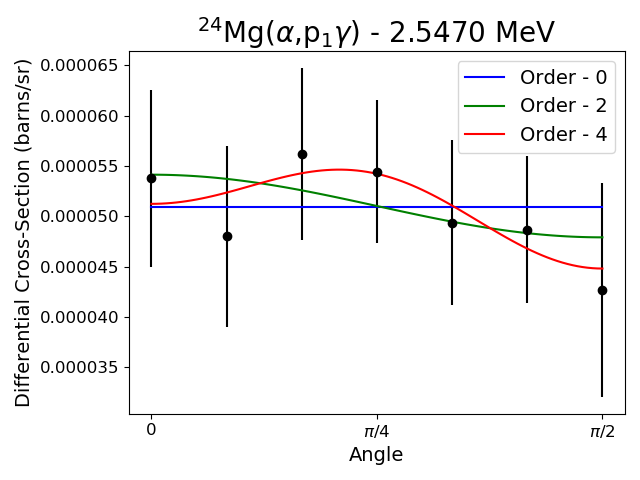 ²⁴Mg(α,p₁γ) - 2.5470 MeV
Differential Cross-Section (barns/sr)
0.000065
0.000060
0.000055
0.000050
0.000045
0.000040
0.000035
Order - 0
Order - 2
Order - 4
0
π/4
π/2
Angle